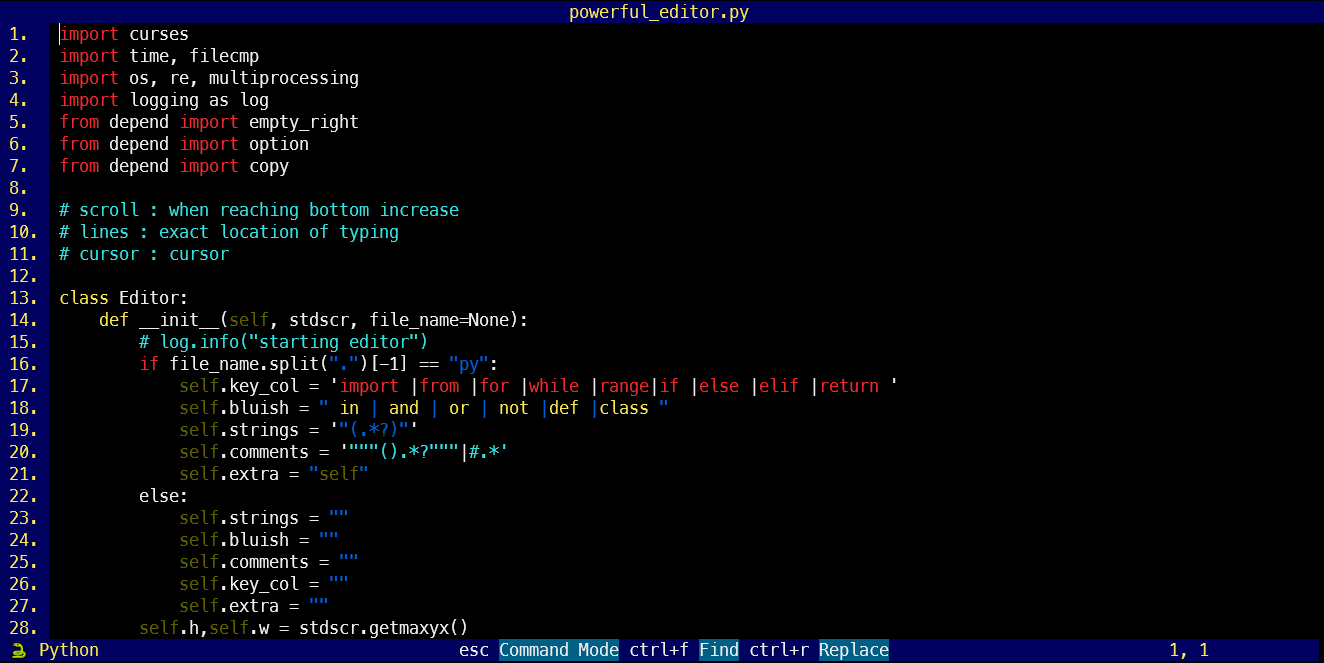 powerful_editor.py
1. import curses
2. import time, filecmp
3. import os, re, multiprocessing
4. import logging as log
5. from depend import empty_right
6. from depend import option
7. from depend import copy
8.
9. # scroll : when reaching bottom increase
10. # lines : exact location of typing
11. # cursor : cursor
12.
13. class Editor:
14.     def __init__(self, stdscr, file_name=None):
15.         # log.info("starting editor")
16.         if file_name.split(".")[-1] == "py":
17.             self.key_col = 'import |from |for |while |range|if |else |elif |return '
18.             self.bluish = " in | and | or | not |def |class "
19.             self.strings = '"(.*?)"'
20.             self.comments = '"""().*?"""|#.*'
21.             self.extra = "self"
22.         else:
23.             self.strings = ""
24.             self.bluish = ""
25.             self.comments = ""
26.             self.key_col = ""
27.             self.extra = ""
28.         self.h,self.w = stdscr.getmaxyx()
Python esc Command Mode ctrl+f Find ctrl+r Replace 1, 1